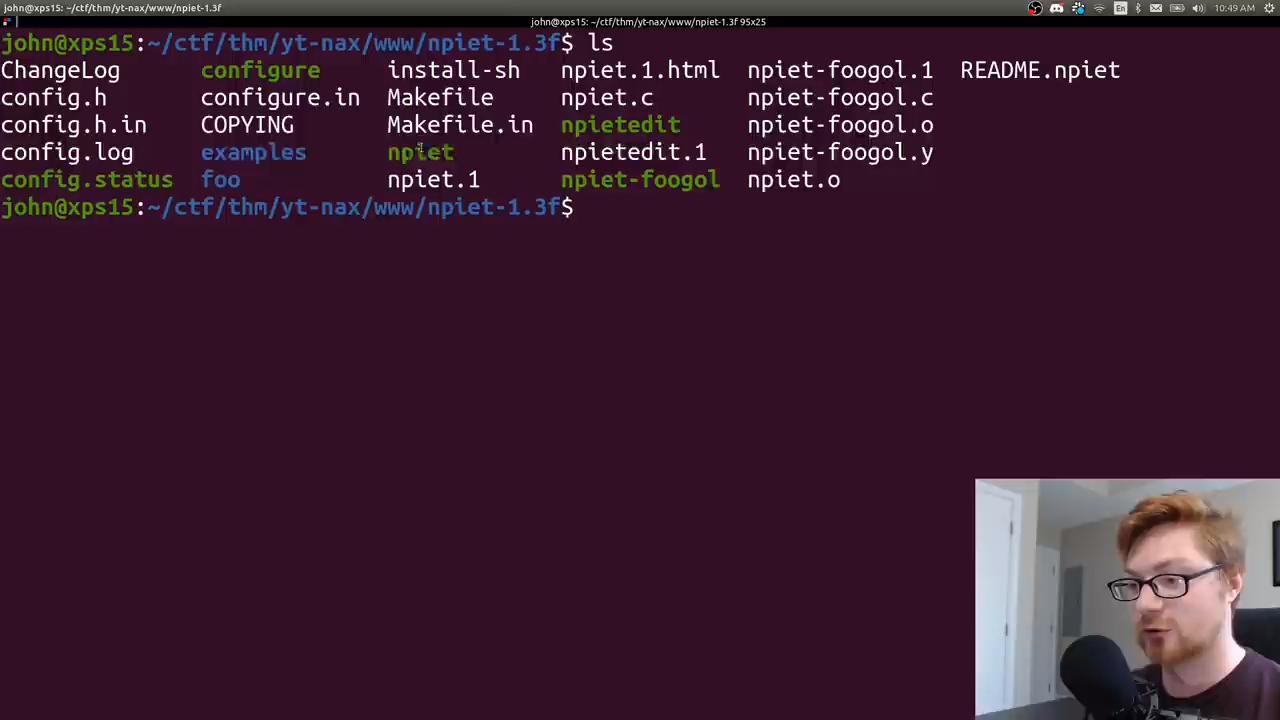 john@xps15: ~/ctf/thm/yt-nax/www/npiet-1.3f
En
10:49 AM
john@xps15: ~/ctf/thm/yt-nax/www/npiet-1.3f 95x25
john@xps15:~/ctf/thm/yt-nax/www/npiet-1.3f$ ls
ChangeLog configure install-sh npiet.1.html npiet-foogol.1 README.npiet
config.h configure.in Makefile npiet.c npiet-foogol.c
config.h.in COPYING Makefile.in npietedit npiet-foogol.o
config.log examples npiet npietedit.1 npiet-foogol.y
config.status foo npiet.1 npiet-foogol npiet.o
john@xps15:~/ctf/thm/yt-nax/www/npiet-1.3f$